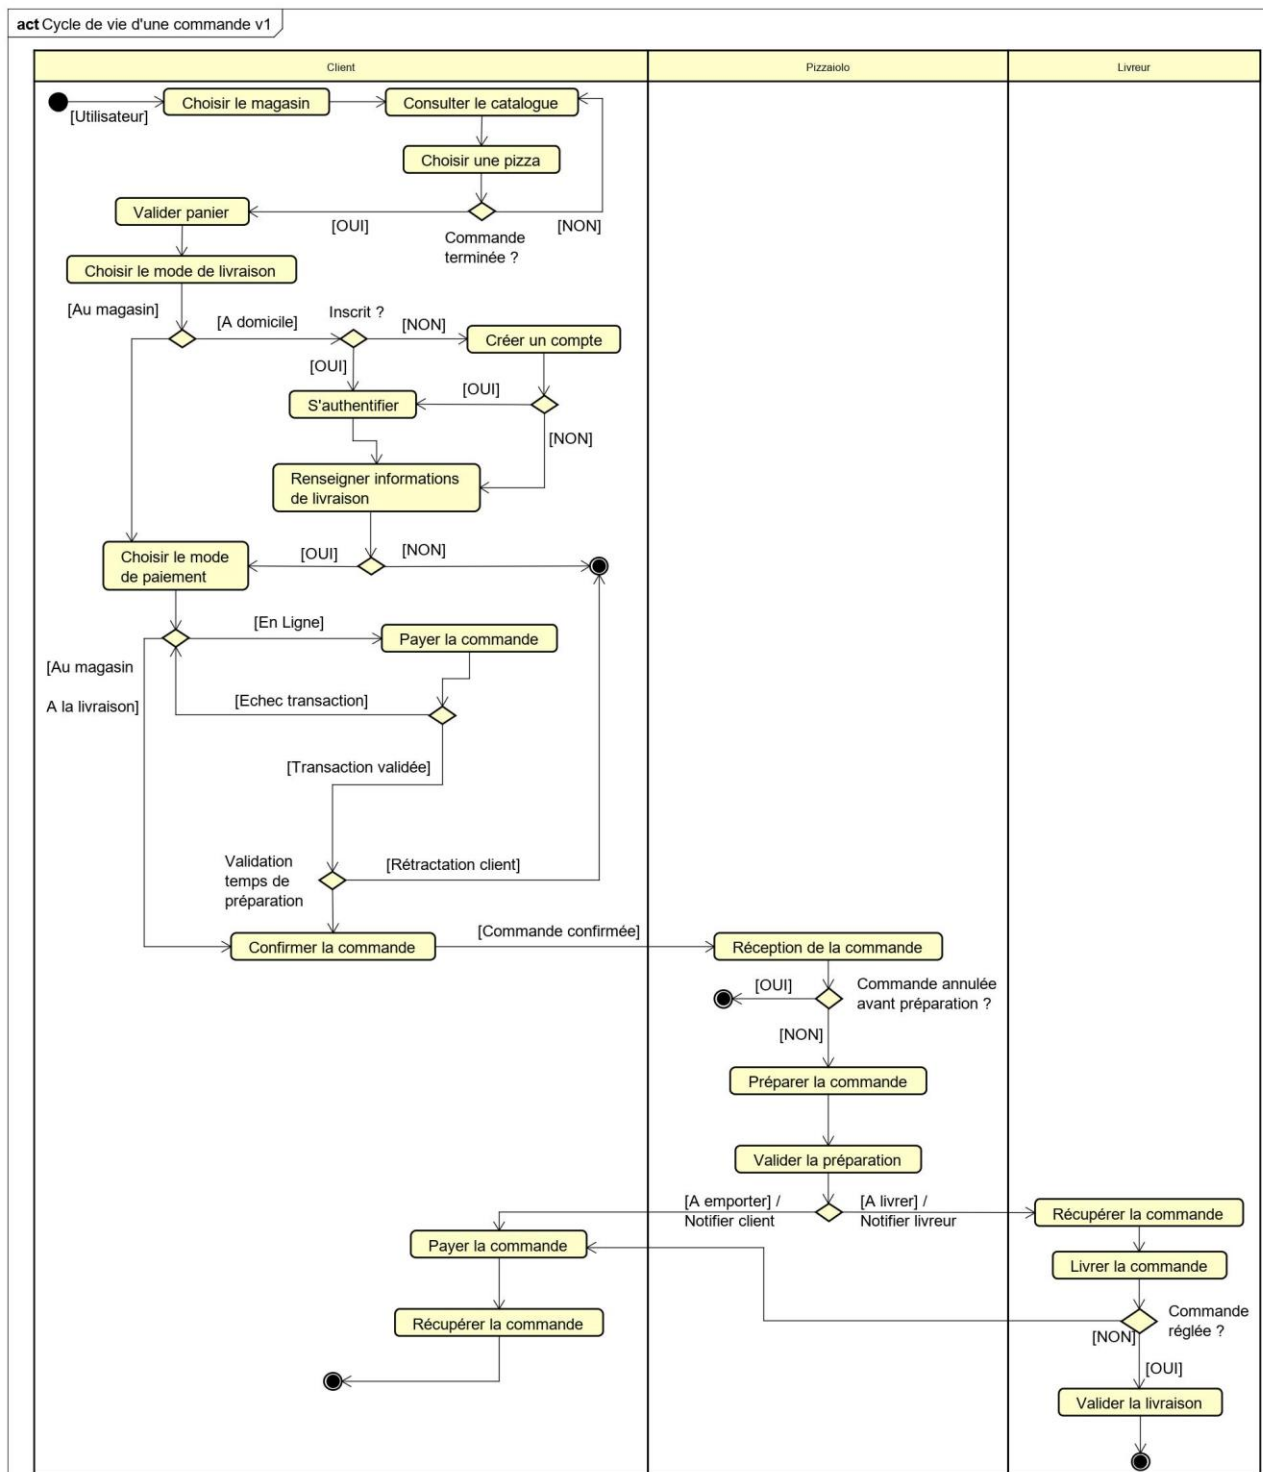 act Cycle de vie d'une commande v1
Client
Pizzaiolo
Livreur
[Utilisateur]
Choisir le magasin
Consulter le catalogue
Choisir une pizza
Valider panier
[OUI]
[NON]
Commande
terminée ?
Choisir le mode de livraison
[Au magasin]
[A domicile]
Inscrit ?
[NON]
Créer un compte
[OUI]
[OUI]
S'authentifier
[NON]
Renseigner informations
de livraison
Choisir le mode
de paiement
[OUI]
[NON]
[En Ligne]
Payer la commande
[Au magasin
A la livraison]
[Echec transaction]
[Transaction validée]
Validation
temps de
préparation
[Rétractation client]
Confirmer la commande
[Commande confirmée]
Réception de la commande
[OUI]
Commande annulée
avant préparation ?
[NON]
Préparer la commande
Valider la préparation
[A emporter] /
Notifier client
[A livrer] /
Notifier livreur
Récupérer la commande
Payer la commande
Livrer la commande
Récupérer la commande
Commande
réglée ?
[NON]
[OUI]
Valider la livraison